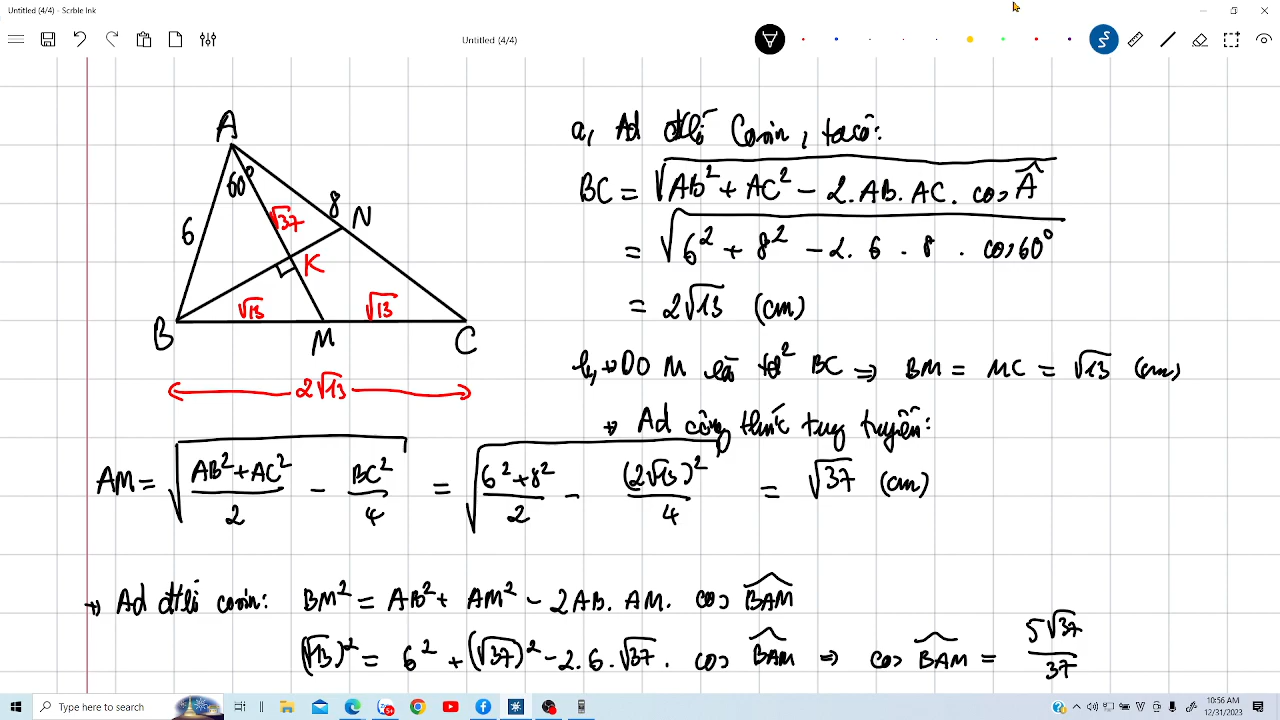 Untitled (4/4) - Scrble Ink
Untitled (4/4)
A
60°
8
N
6
√37
K
√13
√13
B
M
C
2√13
a, Ad đlí Cosin, ta có:
BC = √(AB² + AC² - 2.AB.AC.cos Â)
= √(6² + 8² - 2.6.8.cos60°)
= 2√13 (cm)
b, → Do M là tđ² BC ⇒ BM = MC = √13 (cm)
→ Ad công thức tuy tuyến:
AM = √((AB²+AC²)/2 - BC²/4) = √((6²+8²)/2 - (2√13)²/4) = √37 (cm)
→ Ad đlí cosin: BM² = AB² + AM² - 2AB.AM.cos BAM
(√13)² = 6² + (√37)² - 2.6.√37.cos BAM ⇒ cos BAM = 5√37/37
Type here to search
10:56 AM
12/31/2023